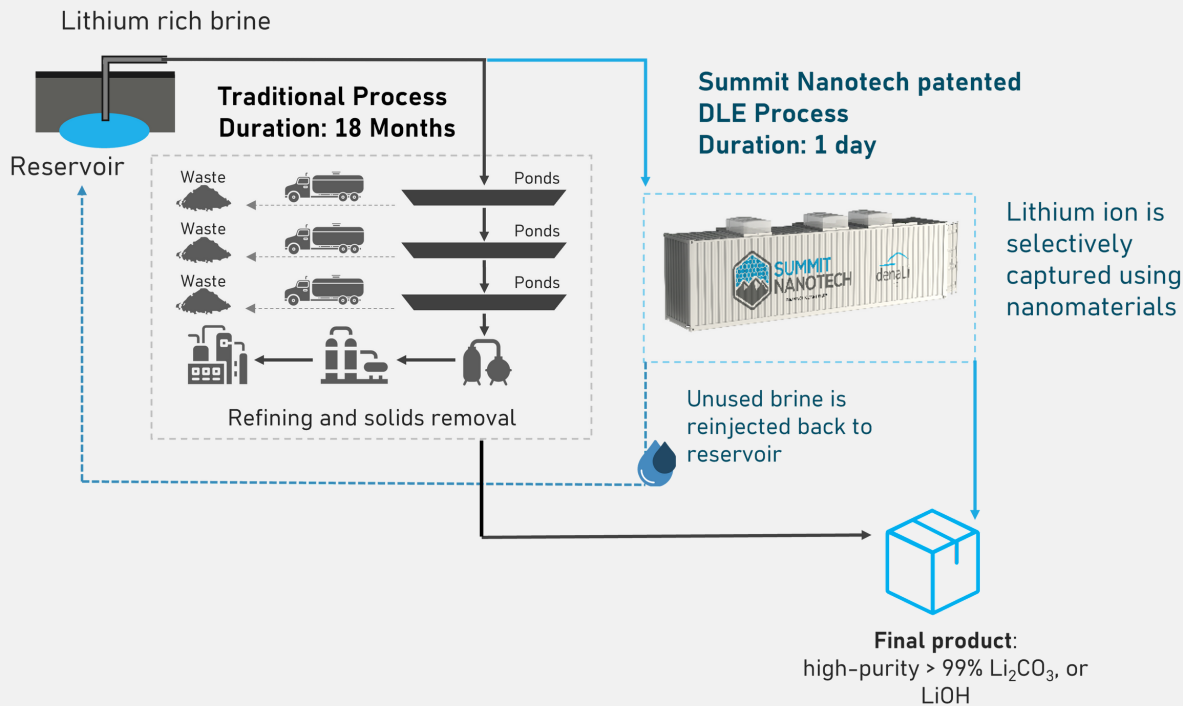 Lithium rich brine
Reservoir
Traditional Process
Duration: 18 Months
Waste
Ponds
Waste
Ponds
Waste
Ponds
Refining and solids removal
Summit Nanotech patented
DLE Process
Duration: 1 day
SUMMIT
NANOTECH
denaLi
Lithium ion is
selectively
captured using
nanomaterials
Unused brine is
reinjected back to
reservoir
Final product:
high-purity > 99% Li₂CO₃, or
LiOH